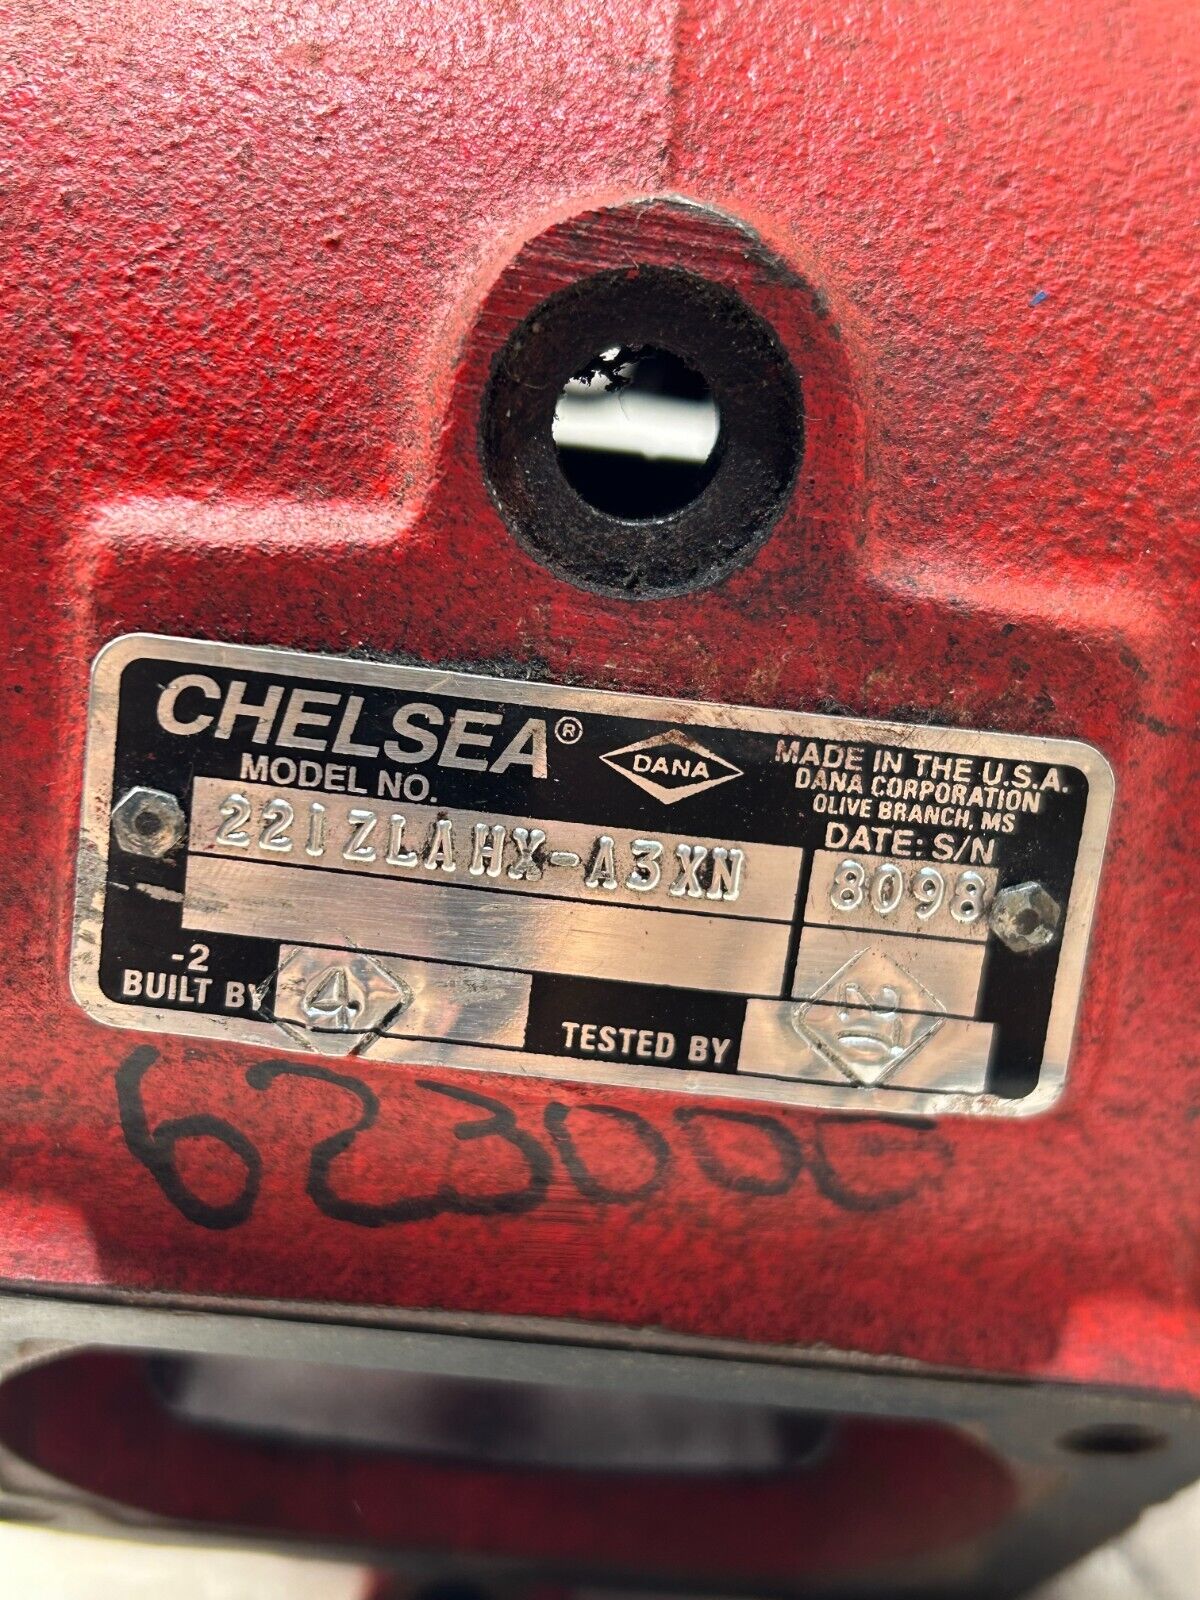 CHELSEA®
DANA
MADE IN THE U.S.A.
DANA CORPORATION
OLIVE BRANCH, MS
MODEL NO.
DATE: S/N
221ZLAHX-A3XN
8098
-2
BUILT BY
4
TESTED BY
62300C